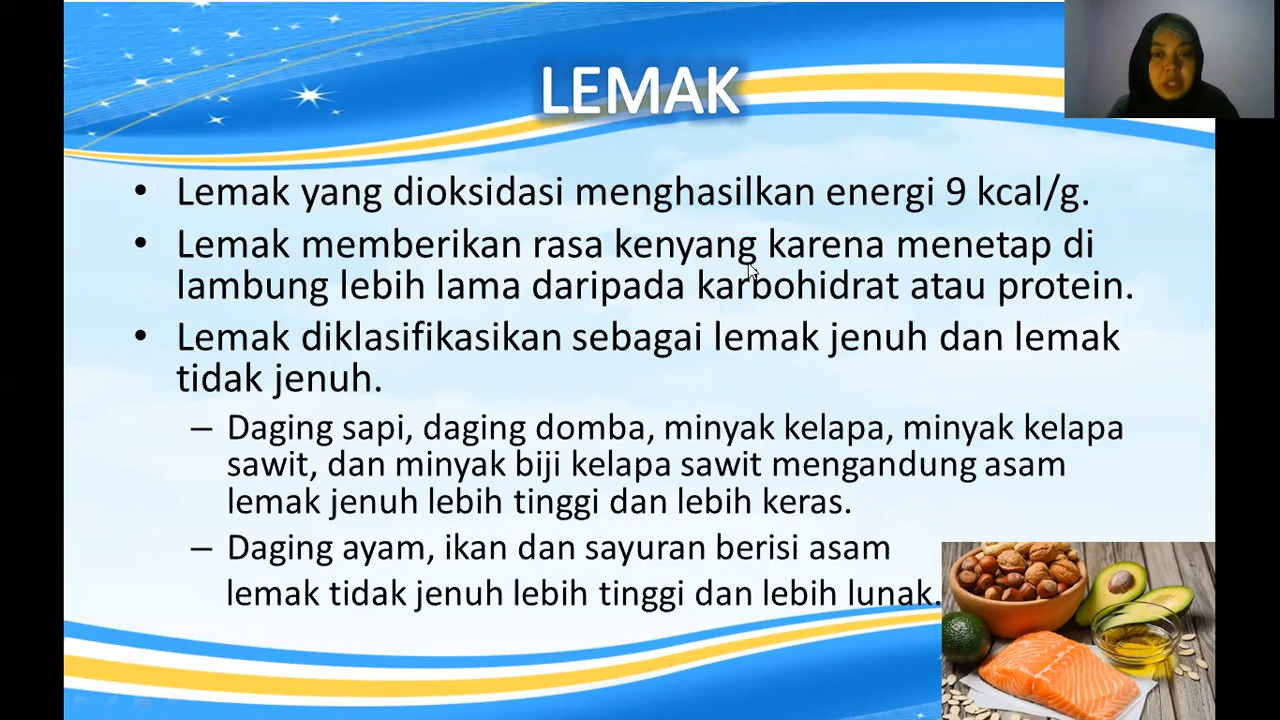 LEMAK
• Lemak yang dioksidasi menghasilkan energi 9 kcal/g.
• Lemak memberikan rasa kenyang karena menetap di
lambung lebih lama daripada karbohidrat atau protein.
• Lemak diklasifikasikan sebagai lemak jenuh dan lemak
tidak jenuh.
– Daging sapi, daging domba, minyak kelapa, minyak kelapa
sawit, dan minyak biji kelapa sawit mengandung asam
lemak jenuh lebih tinggi dan lebih keras.
– Daging ayam, ikan dan sayuran berisi asam
lemak tidak jenuh lebih tinggi dan lebih lunak.